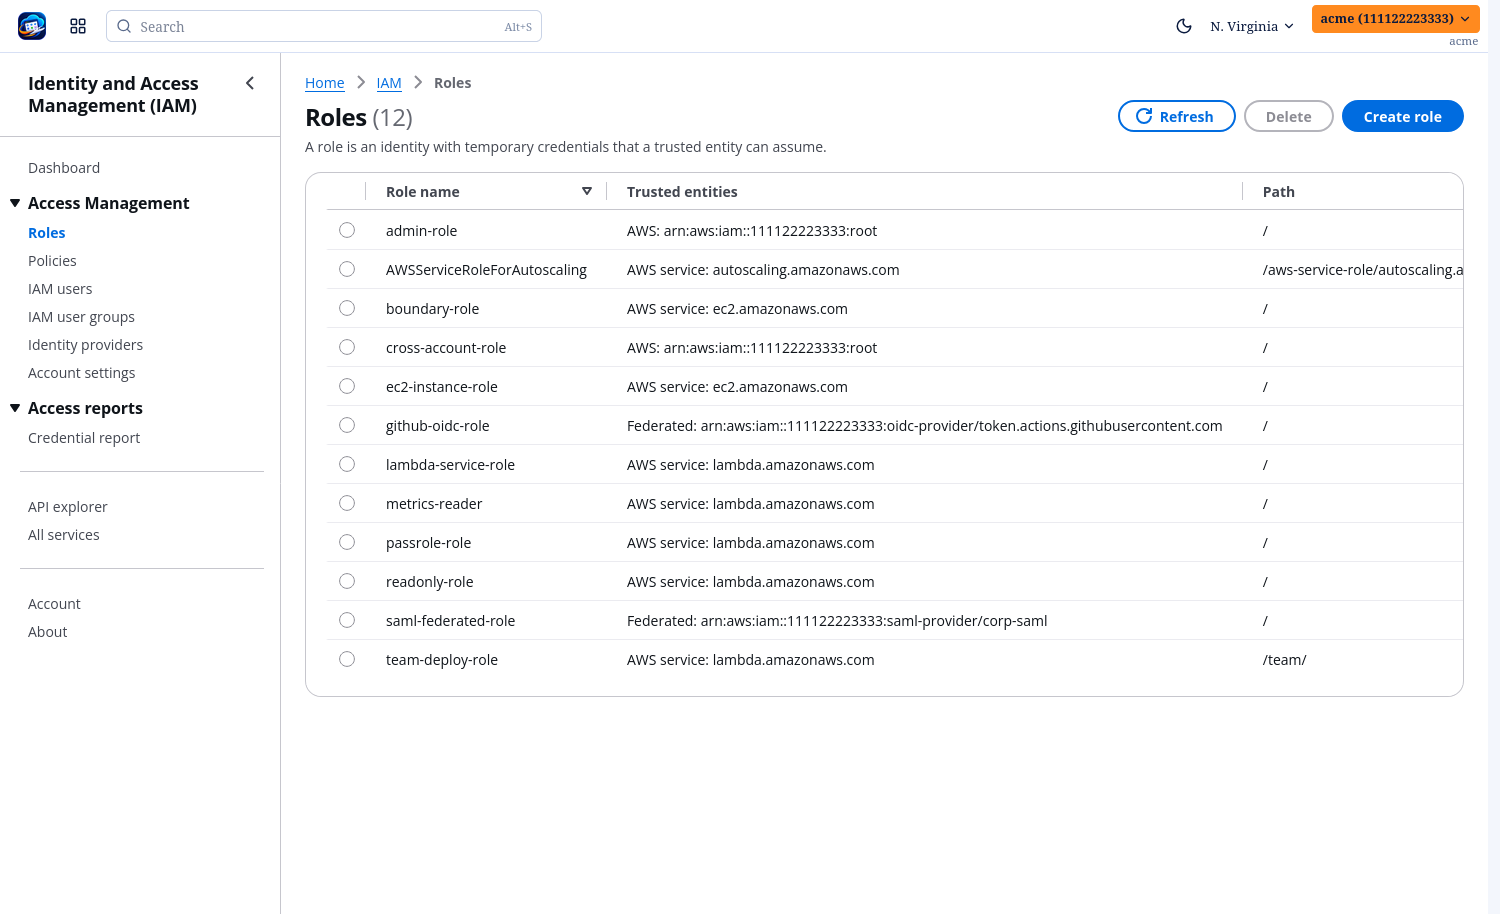 Search
Alt+S
N. Virginia
acme (111122223333)
acme
Identity and Access
Management (IAM)
Dashboard
Access Management
Roles
Policies
IAM users
IAM user groups
Identity providers
Account settings
Access reports
Credential report
API explorer
All services
Account
About
Home IAM Roles
Roles (12)
Refresh Delete Create role
A role is an identity with temporary credentials that a trusted entity can assume.
Role name Trusted entities Path
admin-role AWS: arn:aws:iam::111122223333:root /
AWSServiceRoleForAutoscaling AWS service: autoscaling.amazonaws.com /aws-service-role/autoscaling.a
boundary-role AWS service: ec2.amazonaws.com /
cross-account-role AWS: arn:aws:iam::111122223333:root /
ec2-instance-role AWS service: ec2.amazonaws.com /
github-oidc-role Federated: arn:aws:iam::111122223333:oidc-provider/token.actions.githubusercontent.com /
lambda-service-role AWS service: lambda.amazonaws.com /
metrics-reader AWS service: lambda.amazonaws.com /
passrole-role AWS service: lambda.amazonaws.com /
readonly-role AWS service: lambda.amazonaws.com /
saml-federated-role Federated: arn:aws:iam::111122223333:saml-provider/corp-saml /
team-deploy-role AWS service: lambda.amazonaws.com /team/